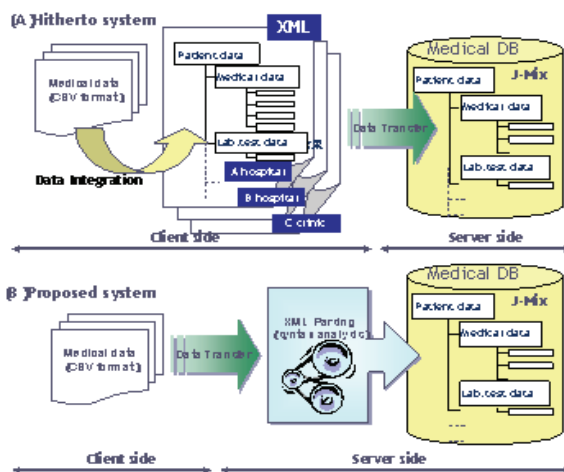 (A)Hitherto system
XML
Medical DB
J-Mix
Patient data
Medical data
Lab.test data
Medical data
(CSV format)
Data Integration
A hospital
B hospital
C clinic
Data Transfer
Patient data
Medical data
Lab.test data
Client side
Server side
(B)Proposed system
Medical DB
J-Mix
XML Parsing
(syntax analysis)
Medical data
(CSV format)
Data Transfer
Patient data
Medical data
Lab.test data
Client side
Server side